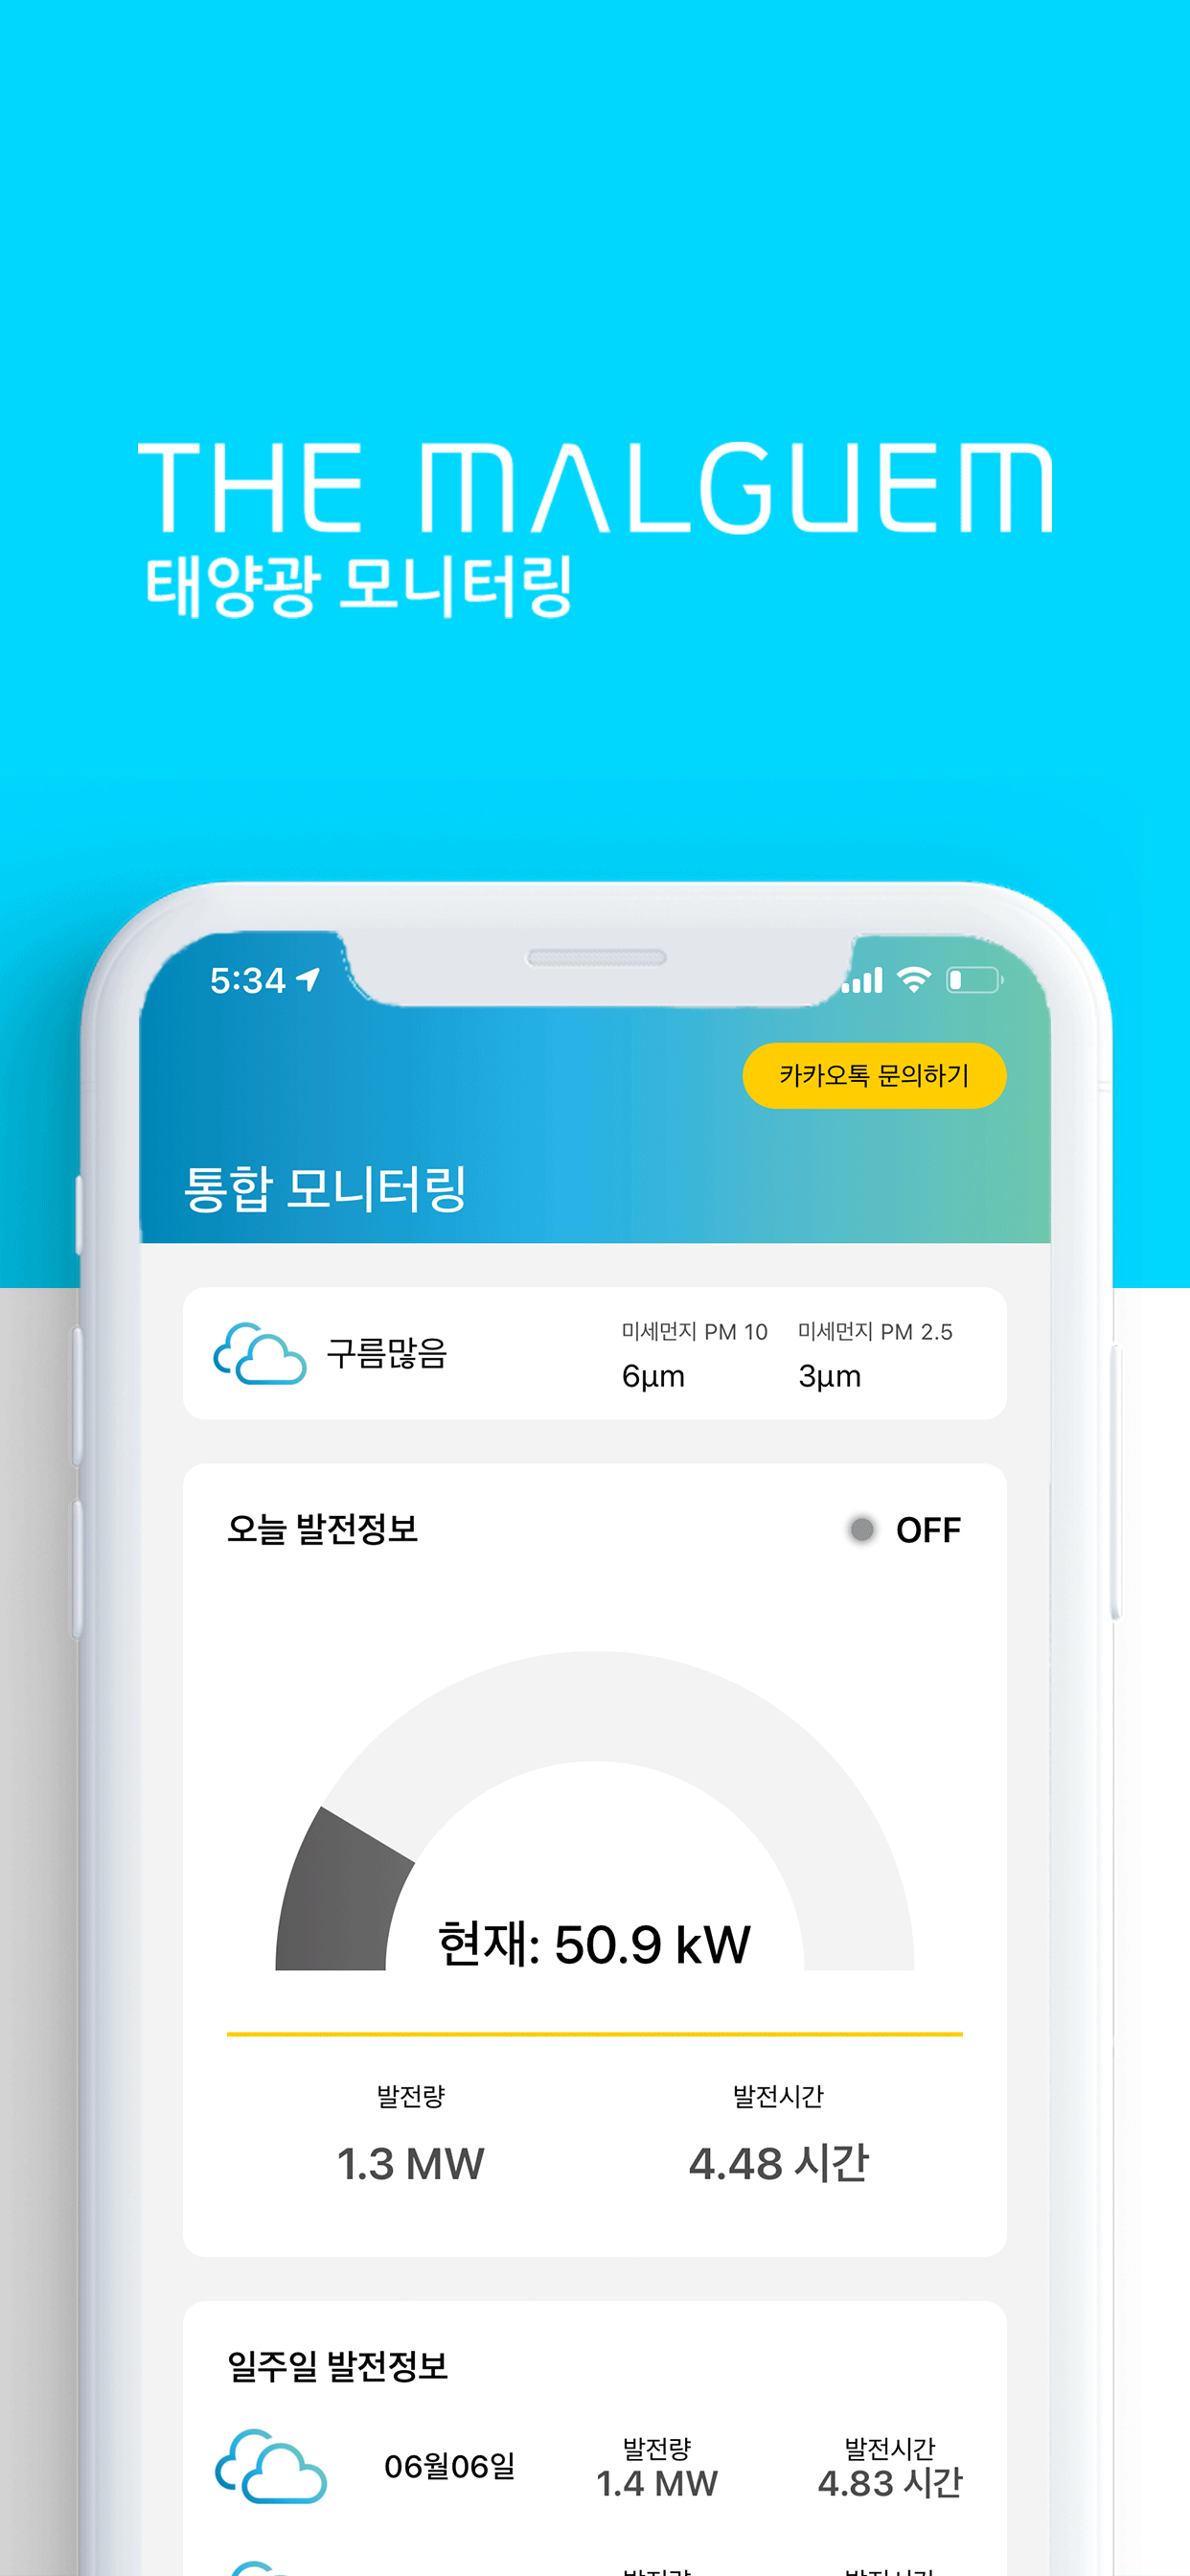 THE MALGUEM
태양광 모니터링
5:34
카카오톡 문의하기
통합 모니터링
구름많음
미세먼지 PM 10
6µm
미세먼지 PM 2.5
3µm
오늘 발전정보
OFF
현재: 50.9 kW
발전량
1.3 MW
발전시간
4.48 시간
일주일 발전정보
06월06일
발전량
1.4 MW
발전시간
4.83 시간